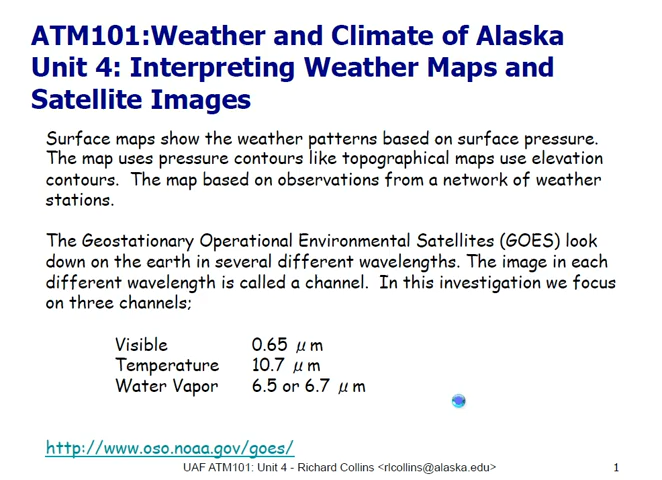 ATM101:Weather and Climate of Alaska
Unit 4: Interpreting Weather Maps and
Satellite Images
Surface maps show the weather patterns based on surface pressure.
The map uses pressure contours like topographical maps use elevation
contours.  The map based on observations from a network of weather
stations.
The Geostationary Operational Environmental Satellites (GOES) look
down on the earth in several different wavelengths. The image in each
different wavelength is called a channel.  In this investigation we focus
on three channels;
Visible 0.65 μm
Temperature 10.7 μm
Water Vapor 6.5 or 6.7 μm
http://www.oso.noaa.gov/goes/
UAF ATM101: Unit 4 - Richard Collins <rlcollins@alaska.edu> 1